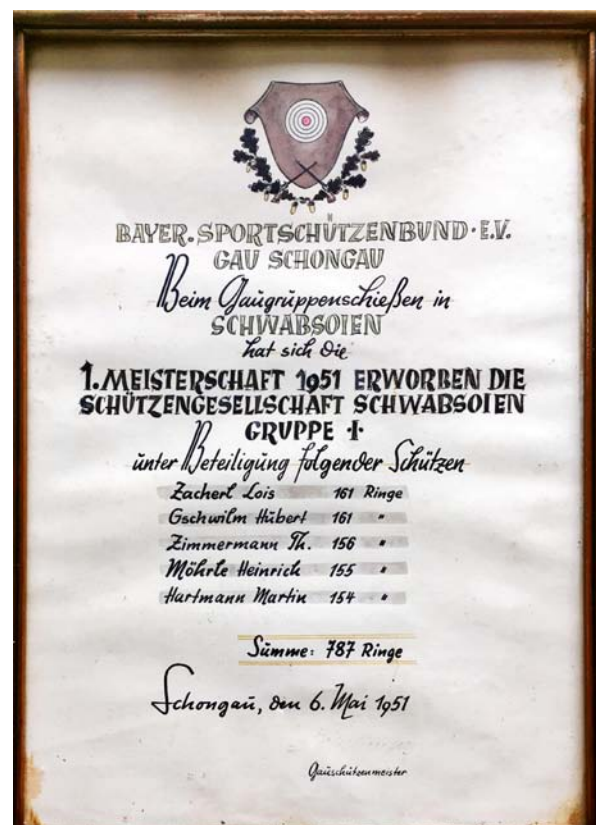 BAYER. SPORTSCHÜTZENBUND · E.V.
GAU SCHONGAU
Beim Gaugruppenschießen in
SCHWABSOIEN
hat sich die
1. MEISTERSCHAFT 1951 ERWORBEN DIE
SCHÜTZENGESELLSCHAFT SCHWABSOIEN
GRUPPE · I ·
unter Beteiligung folgender Schützen
Zacherl Lois 161 Ringe
Gschwilm Hubert 161 "
Zimmermann Th. 156 "
Möhrle Heinrich 155 "
Hartmann Martin 154 "
Summe: 787 Ringe
Schongau, den 6. Mai 1951
Gauschützenmeister